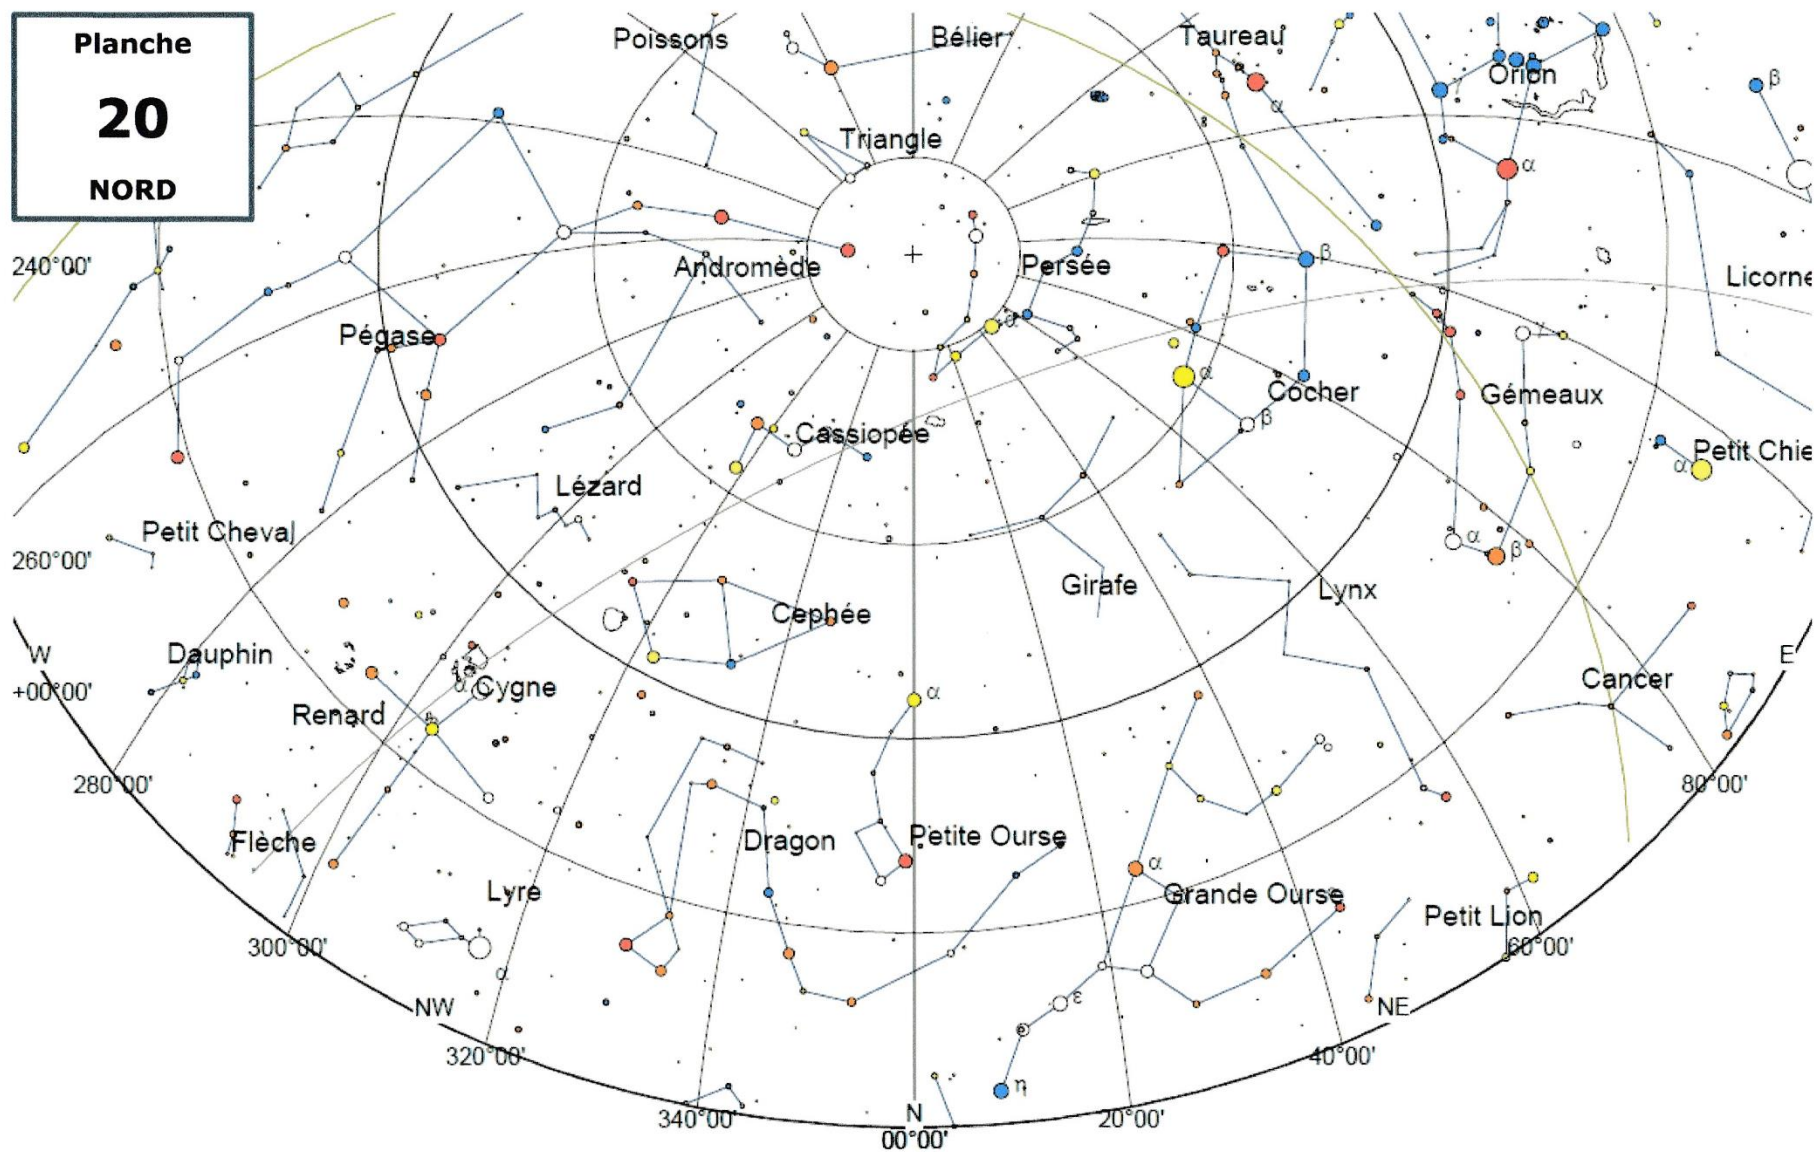 Planche
20
NORD
Poissons
Bélier
Taureau
α
Orion
γ
β
Triangle
α
240°00'
Andromède
Persée
β
Licorne
α
Pégase
γ
α
Cocher
Gémeaux
β
Cassiopée
Petit Chie
α
Lézard
Petit Cheval
α
β
260°00'
Girafe
Lynx
Cephée
W
Dauphin
E
+00°00'
α
Cygne
Cancer
α
Renard
280°00'
80°00'
Flèche
Dragon
Petite Ourse
α
Lyre
Grande Ourse
Petit Lion
300°00'
60°00'
α
NW
ε
NE
320°00'
40°00'
η
340°00'
N
20°00'
00°00'